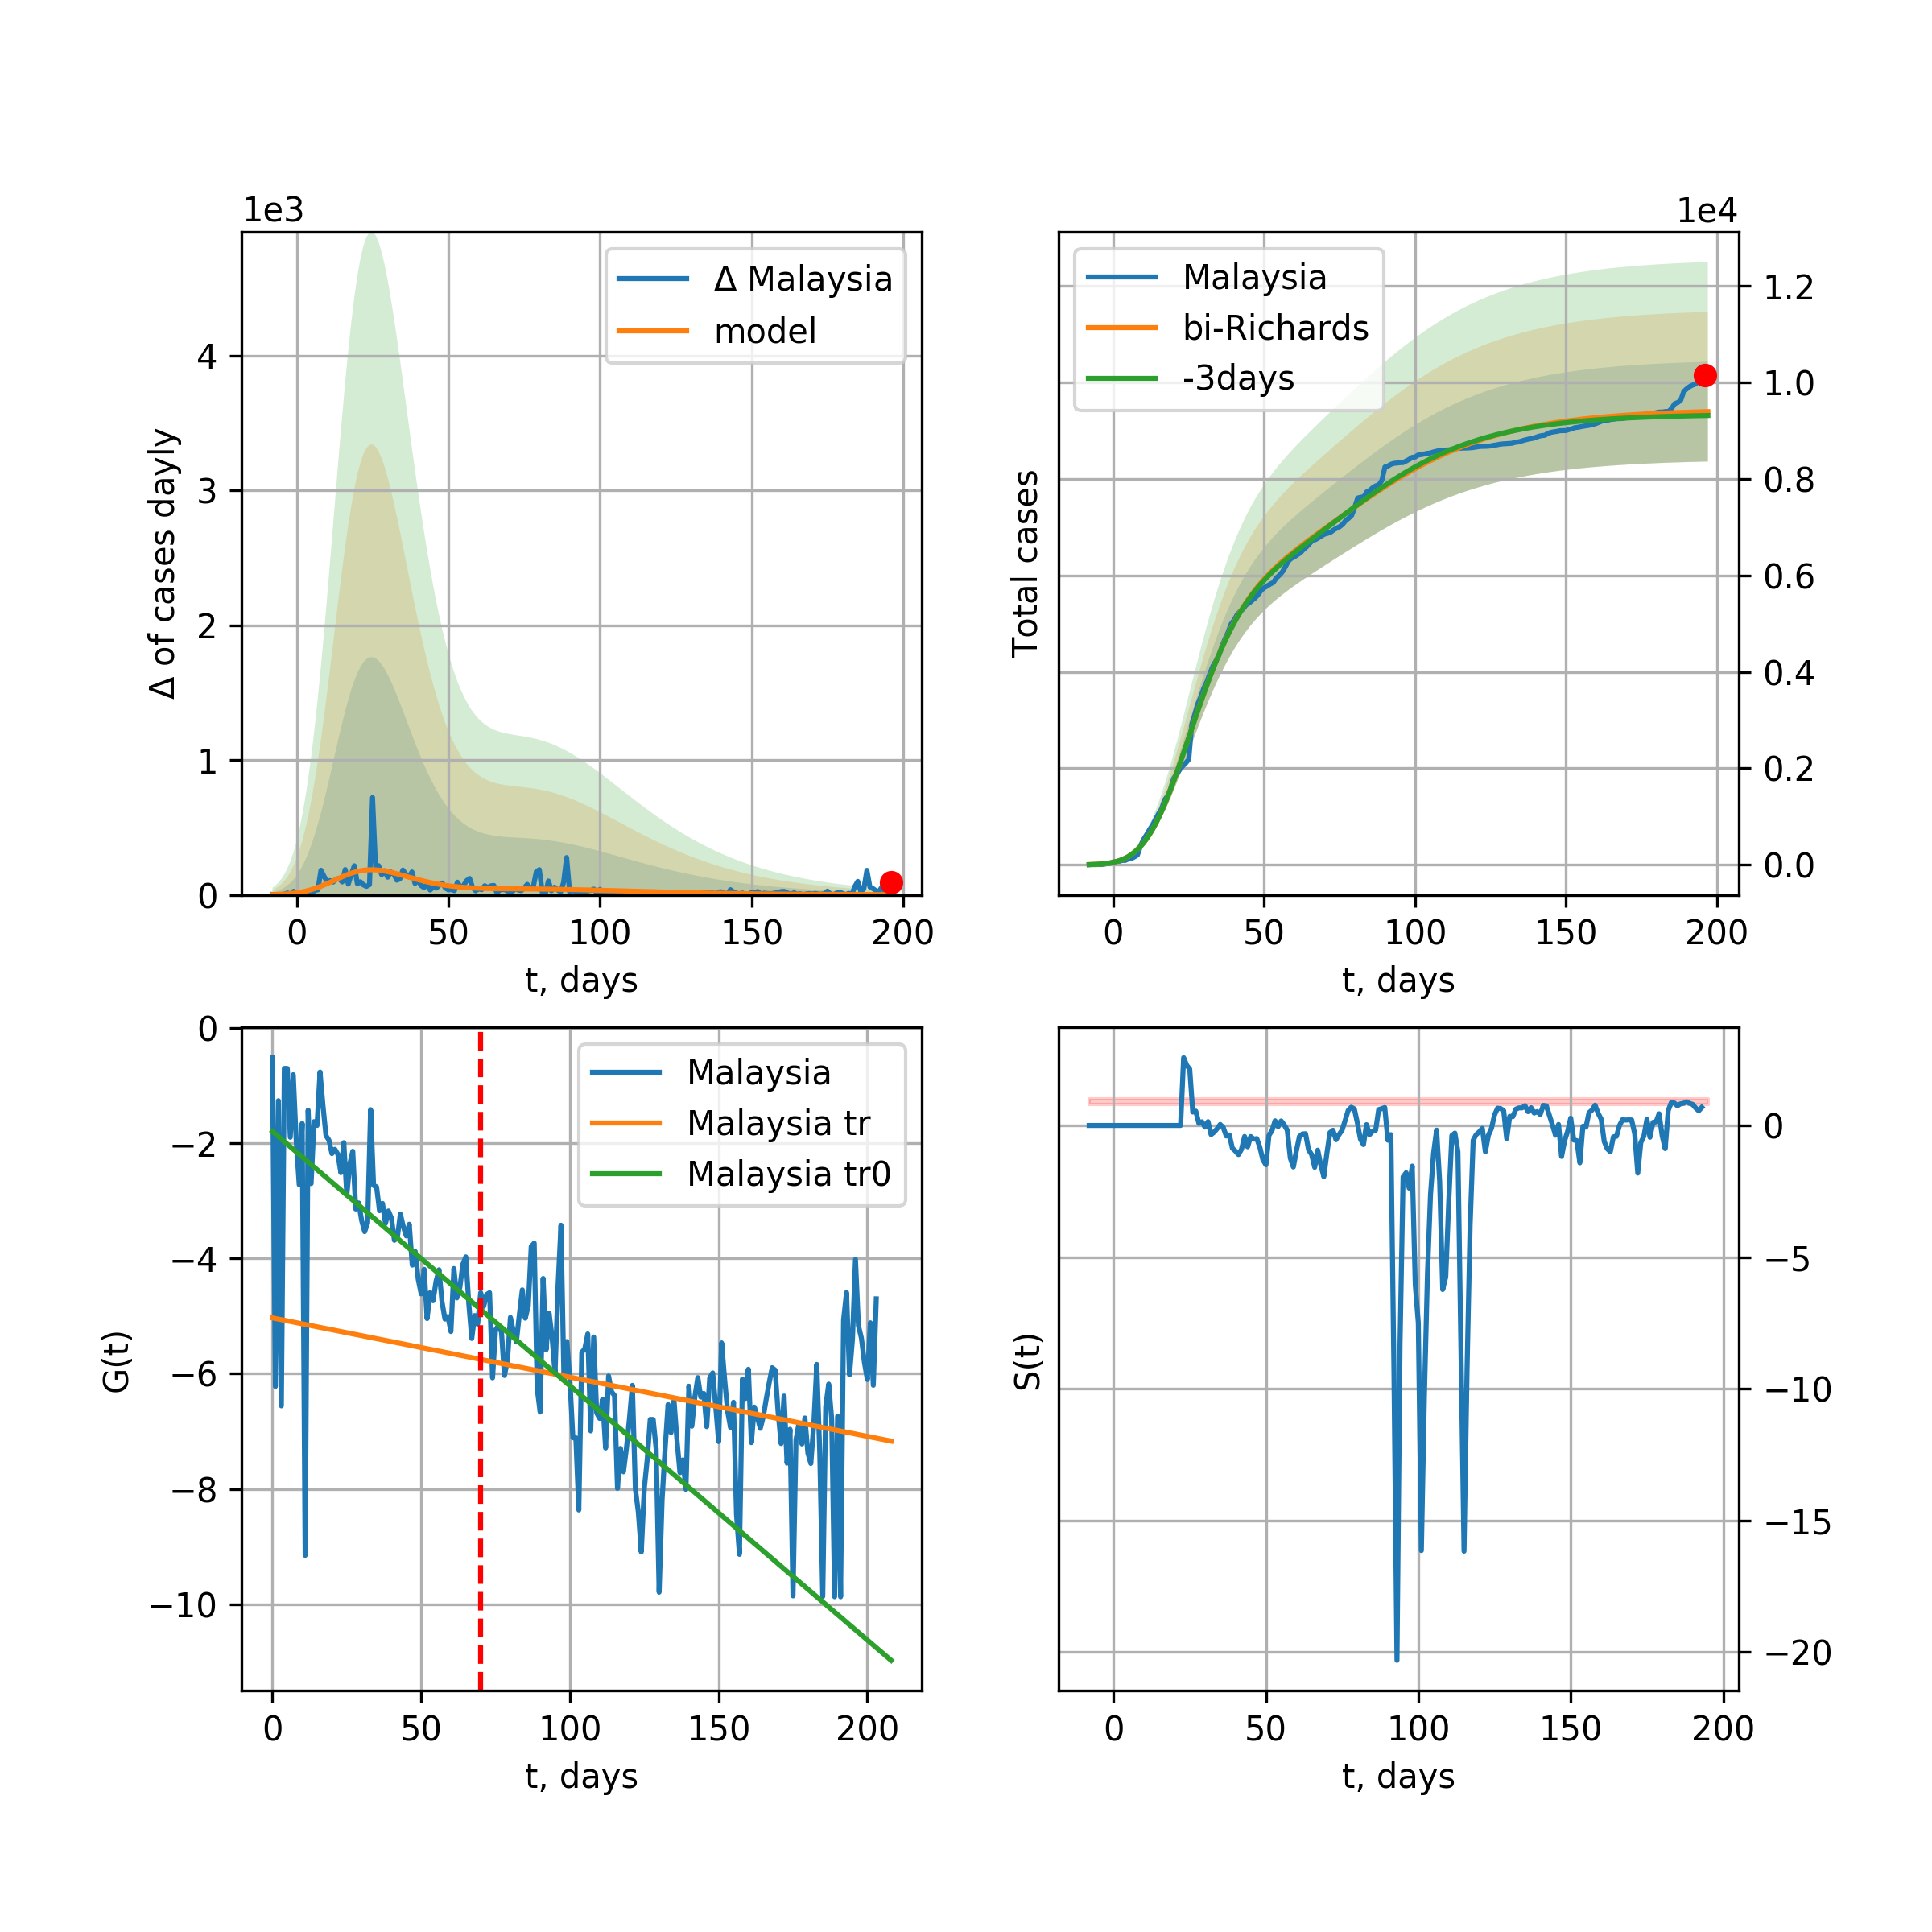 1e3
Δ of cases dayly
4
3
2
1
0
Δ Malaysia
model
0 50 100 150 200
t, days
1e4
Total cases
Malaysia
bi-Richards
-3days
1.2
1.0
0.8
0.6
0.4
0.2
0.0
0 50 100 150 200
t, days
G(t)
0
−2
−4
−6
−8
−10
Malaysia
Malaysia tr
Malaysia tr0
0 50 100 150 200
t, days
S(t)
0
−5
−10
−15
−20
0 50 100 150 200
t, days